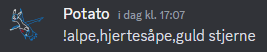 Potato i dag kl. 17:07
!alpe,hjertesåpe,guld stjerne